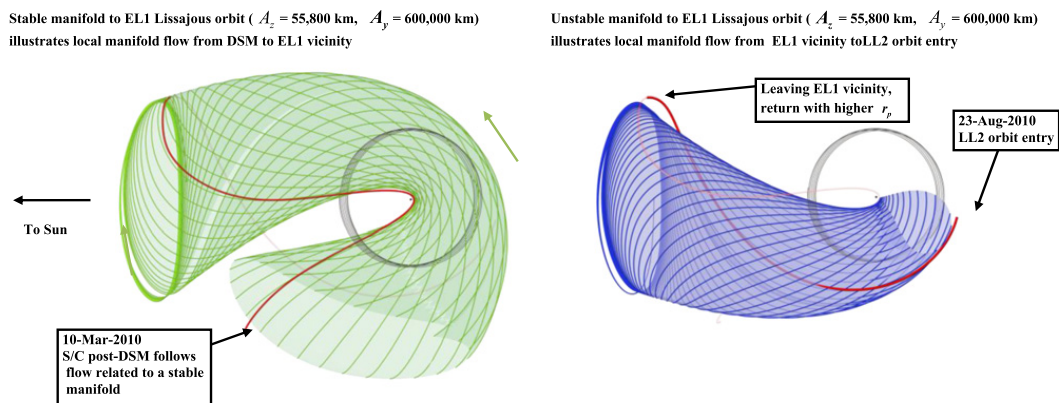 Stable manifold to EL1 Lissajous orbit ( A_z = 55,800 km, A_y = 600,000 km)
illustrates local manifold flow from DSM to EL1 vicinity
To Sun
10-Mar-2010
S/C post-DSM follows
flow related to a stable
manifold
Unstable manifold to EL1 Lissajous orbit ( A_z = 55,800 km, A_y = 600,000 km)
illustrates local manifold flow from EL1 vicinity toLL2 orbit entry
Leaving EL1 vicinity,
return with higher r_p
23-Aug-2010
LL2 orbit entry